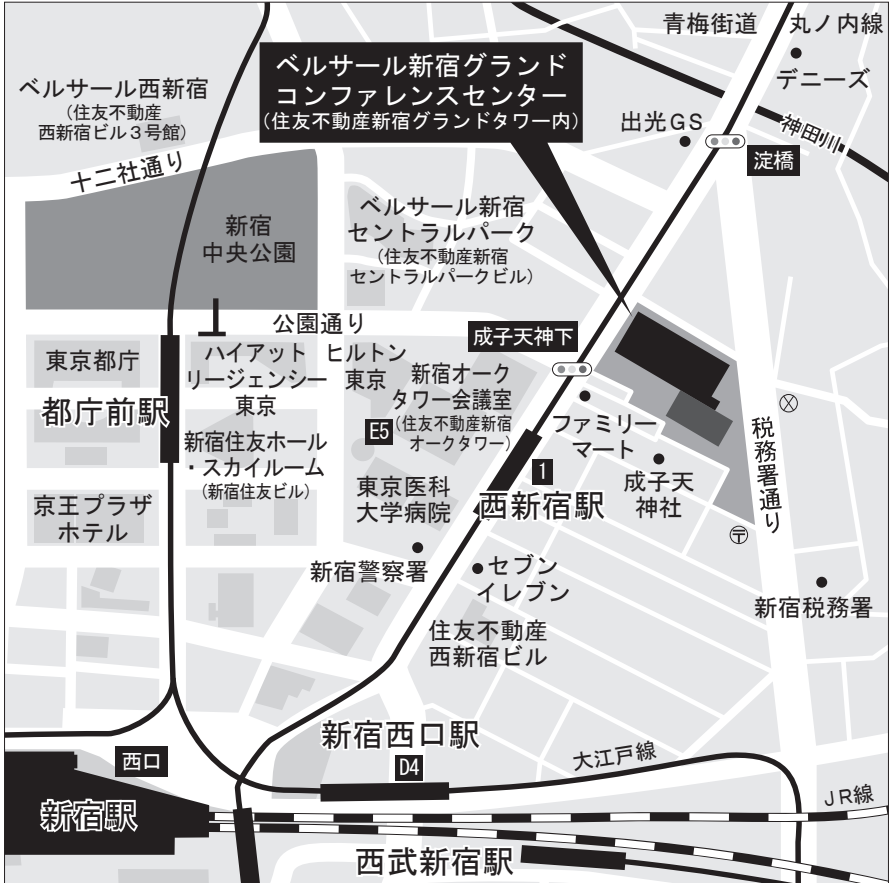 青梅街道
丸ノ内線
デニーズ
ベルサール新宿グランド
コンファレンスセンター
(住友不動産新宿グランドタワー内)
ベルサール西新宿
(住友不動産
西新宿ビル3号館)
出光GS
神田川
淀橋
十二社通り
新宿
中央公園
ベルサール新宿
セントラルパーク
(住友不動産新宿
セントラルパークビル)
公園通り
成子天神下
東京都庁
ハイアット
リージェンシー
東京
ヒルトン
東京
新宿オーク
タワー会議室
(住友不動産新宿
オークタワー)
E5
ファミリー
マート
税務署通り
都庁前駅
新宿住友ホール
・スカイルーム
(新宿住友ビル)
1
西新宿駅
成子天
神社
京王プラザ
ホテル
東京医科
大学病院
〒
新宿警察署
セブン
イレブン
新宿税務署
住友不動産
西新宿ビル
新宿西口駅
D4
大江戸線
西口
新宿駅
JR線
西武新宿駅